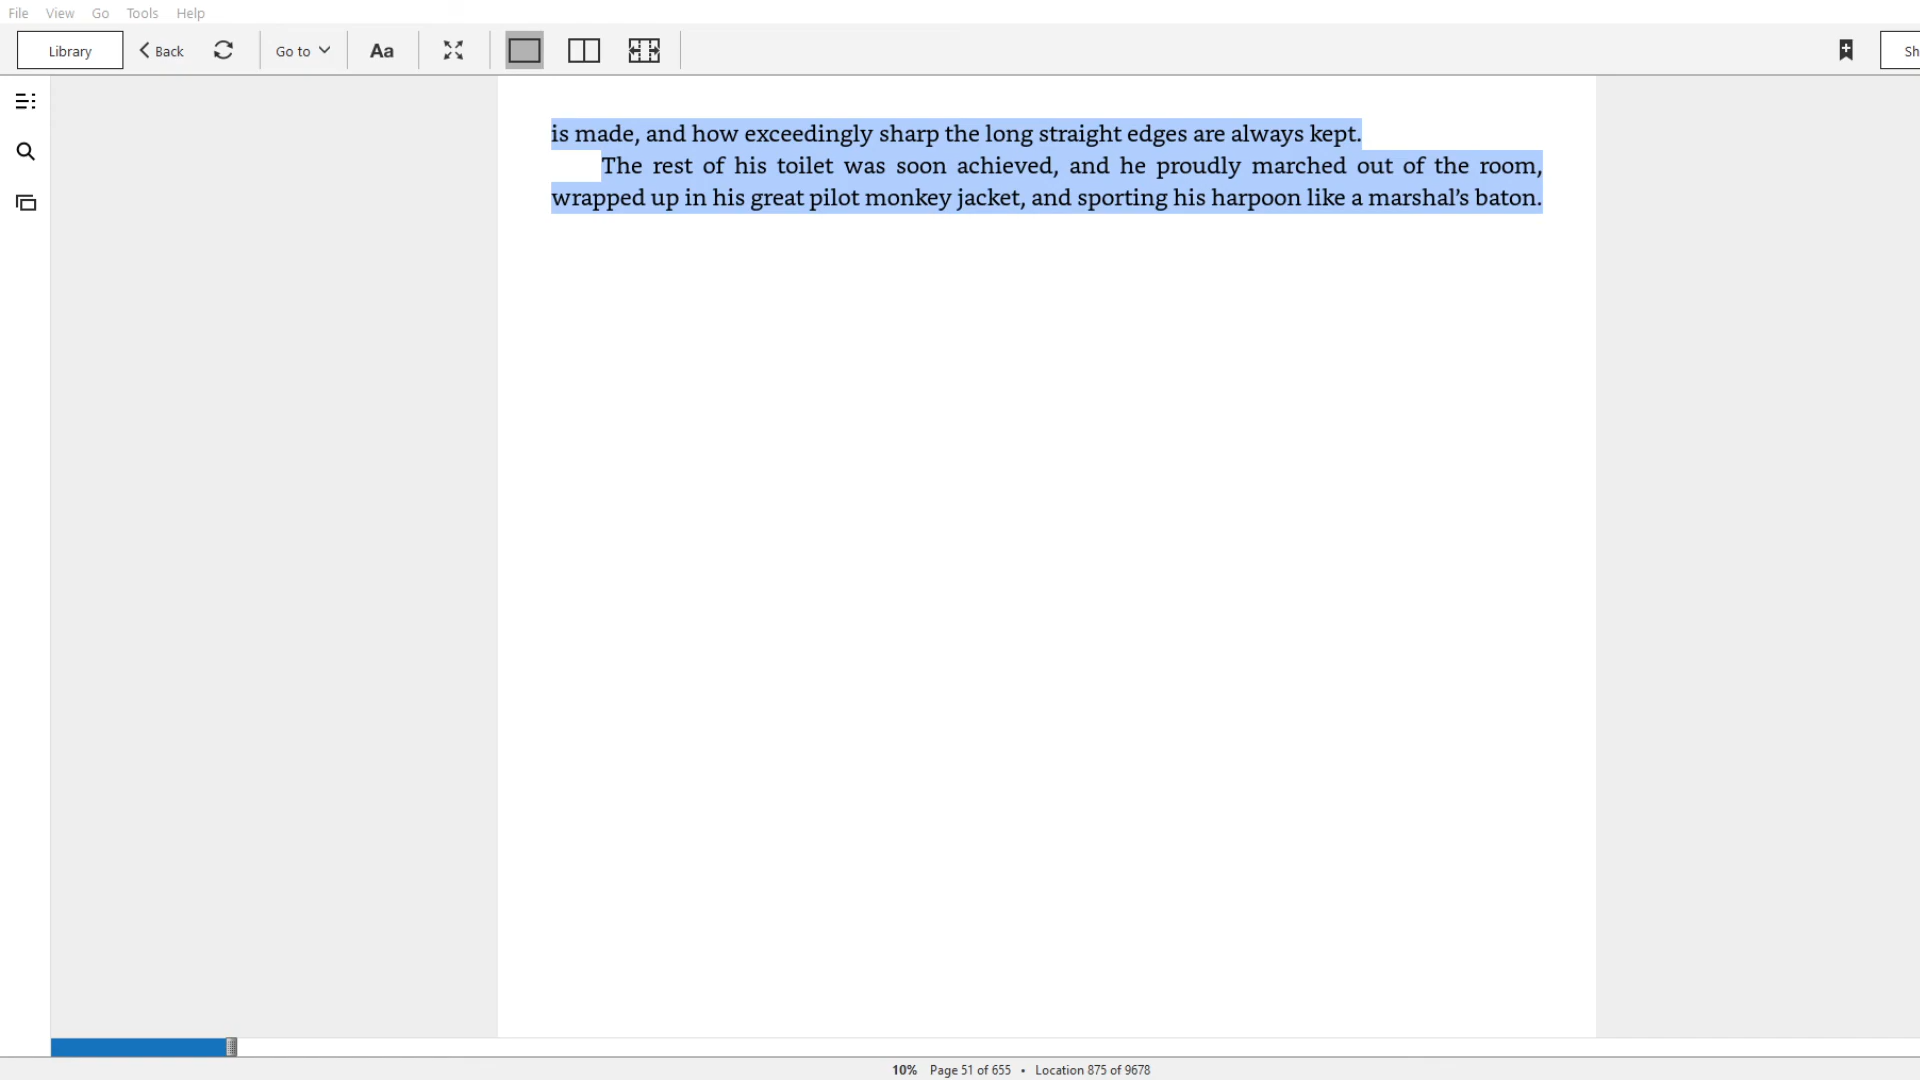 File View Go Tools Help
Library Back Go to Aa Sh
is made, and how exceedingly sharp the long straight edges are always kept.
The rest of his toilet was soon achieved, and he proudly marched out of the room,
wrapped up in his great pilot monkey jacket, and sporting his harpoon like a marshal’s baton.
10% Page 51 of 655 • Location 875 of 9678